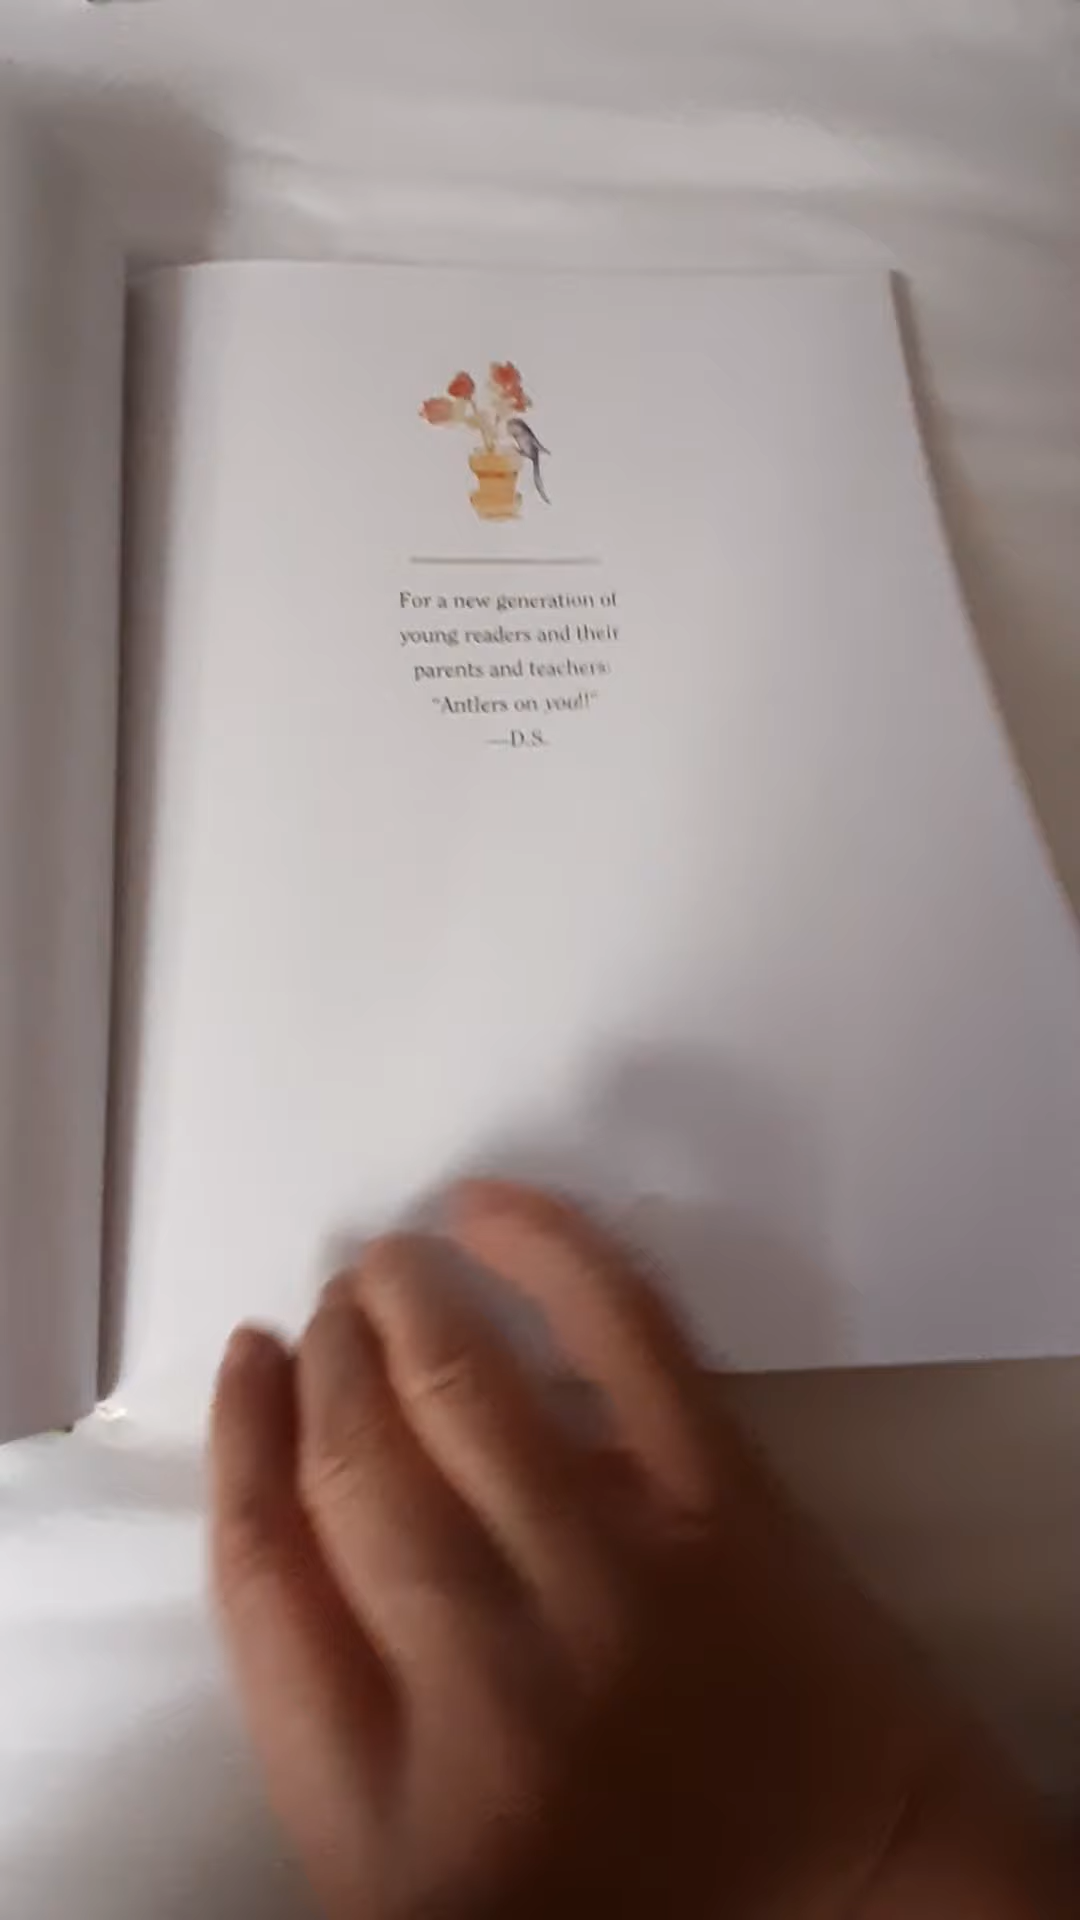 For a new generation of
young readers and their
parents and teachers:
"Antlers on you!!"
—D.S.